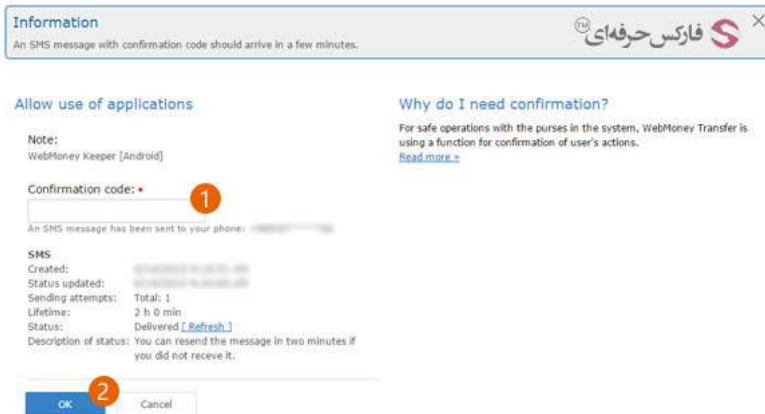 Information
An SMS message with confirmation code should arrive in a few minutes.
فارکس حرفه‌ای™
Allow use of applications
Note:
WebMoney Keeper [Android]
Confirmation code: •
1
An SMS message has been sent to your phone:
SMS
Created:
Status updated:
Sending attempts: Total: 1
Lifetime: 2 h 0 min
Status: Delivered [ Refresh ]
Description of status: You can resend the message in two minutes if
you did not receve it.
2
OK Cancel
Why do I need confirmation?
For safe operations with the purses in the system, WebMoney Transfer is
using a function for confirmation of user's actions.
Read more »